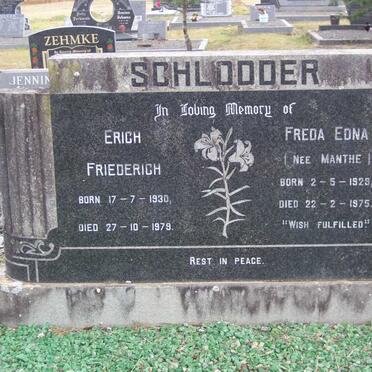 ZEHMKE
JENNIN
SCHLODDER
In Loving Memory of
ERICH
FRIEDERICH
BORN 17-7-1930,
DIED 27-10-1979.
FREDA EDNA
(NEE MANTHE)
BORN 2-5-1929,
DIED 22-2-1975.
"WISH FULFILLED"
REST IN PEACE.